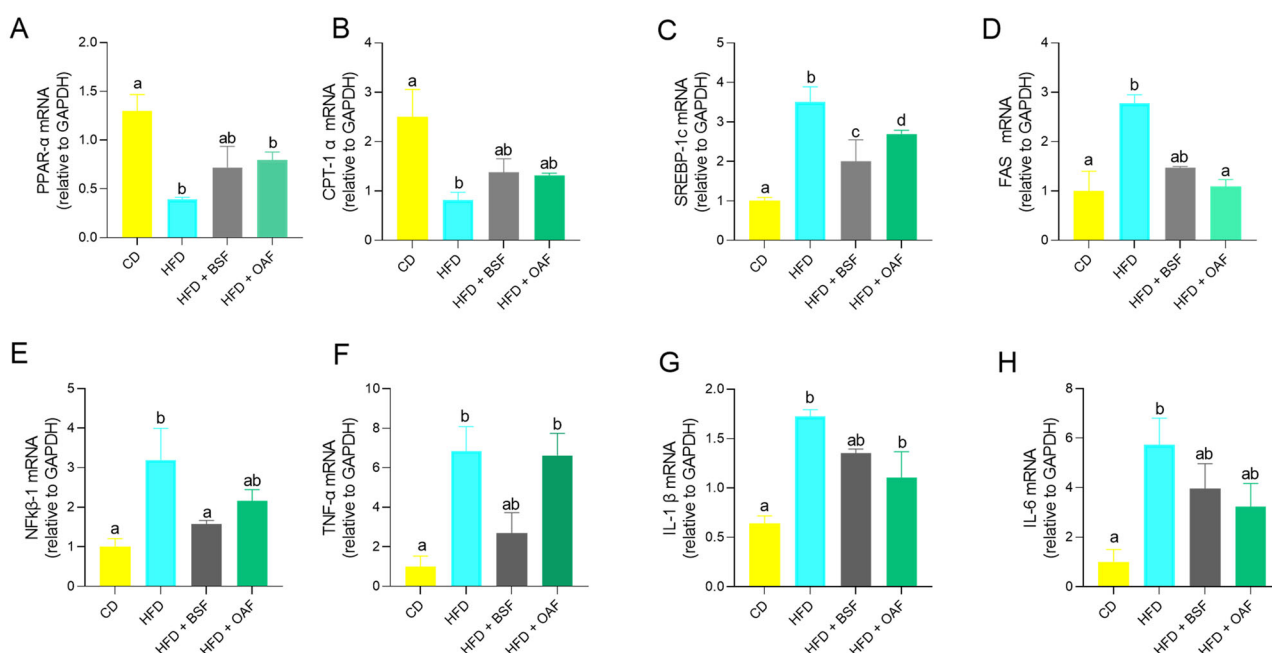 A
PPAR-α mRNA
(relative to GAPDH)
2.0
1.5
1.0
0.5
0.0
a
b
ab
b
CD
HFD
HFD + BSF
HFD + OAF
B
CPT-1 α mRNA
(relative to GAPDH)
4
3
2
1
0
a
b
ab
ab
CD
HFD
HFD + BSF
HFD + OAF
C
SREBP-1c mRNA
(relative to GAPDH)
5
4
3
2
1
0
a
b
c
d
CD
HFD
HFD + BSF
HFD + OAF
D
FAS mRNA
(relative to GAPDH)
4
3
2
1
0
a
b
ab
a
CD
HFD
HFD + BSF
HFD + OAF
E
NFkβ-1 mRNA
(relative to GAPDH)
5
4
3
2
1
0
a
b
a
ab
CD
HFD
HFD + BSF
HFD + OAF
F
TNF-α mRNA
(relative to GAPDH)
10
8
6
4
2
0
a
b
ab
b
CD
HFD
HFD + BSF
HFD + OAF
G
IL-1 β mRNA
(relative to GAPDH)
2.0
1.5
1.0
0.5
0.0
a
b
ab
b
CD
HFD
HFD + BSF
HFD + OAF
H
IL-6 mRNA
(relative to GAPDH)
8
6
4
2
0
a
b
ab
ab
CD
HFD
HFD + BSF
HFD + OAF